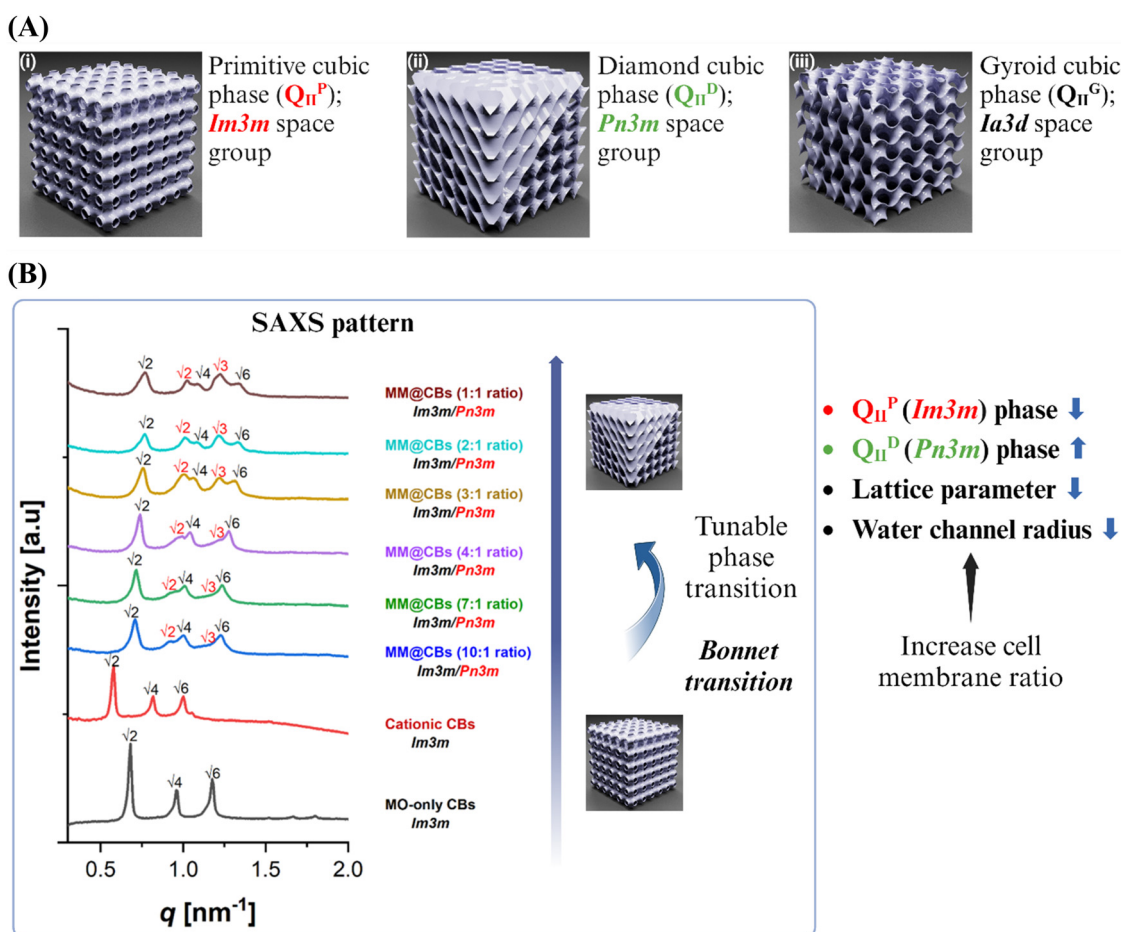 (A)
(i)
Primitive cubic
phase (Q_II^P);
Im3m space
group
(ii)
Diamond cubic
phase (Q_II^D);
Pn3m space
group
(iii)
Gyroid cubic
phase (Q_II^G);
Ia3d space
group
(B)
SAXS pattern
Intensity [a.u]
√2 √2 √4 √3 √6
MM@CBs (1:1 ratio)
Im3m/Pn3m
√2 √2 √4 √3 √6
MM@CBs (2:1 ratio)
Im3m/Pn3m
√2 √2 √4 √3 √6
MM@CBs (3:1 ratio)
Im3m/Pn3m
√2 √2 √4 √3 √6
MM@CBs (4:1 ratio)
Im3m/Pn3m
√2 √2 √4 √3 √6
MM@CBs (7:1 ratio)
Im3m/Pn3m
√2 √2 √4 √3 √6
MM@CBs (10:1 ratio)
Im3m/Pn3m
√2 √4 √6
Cationic CBs
Im3m
√2 √4 √6
MO-only CBs
Im3m
0.5 1.0 1.5 2.0
q [nm⁻¹]
Tunable
phase
transition
Bonnet
transition
• Q_II^P (Im3m) phase ⬇
• Q_II^D (Pn3m) phase ⬆
• Lattice parameter ⬇
• Water channel radius ⬇
Increase cell
membrane ratio